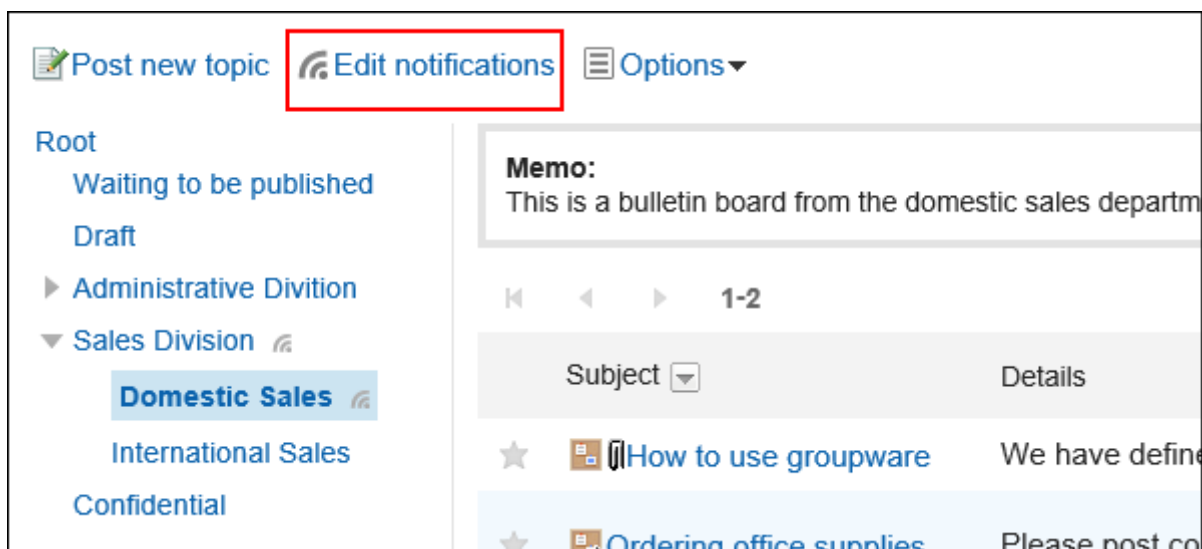 Post new topic Edit notifications Options
Root
Waiting to be published
Draft
Administrative Divition
Sales Division
Domestic Sales
International Sales
Confidential
Memo:
This is a bulletin board from the domestic sales departm
1-2
Subject Details
How to use groupware We have define
Ordering office supplies Please post co